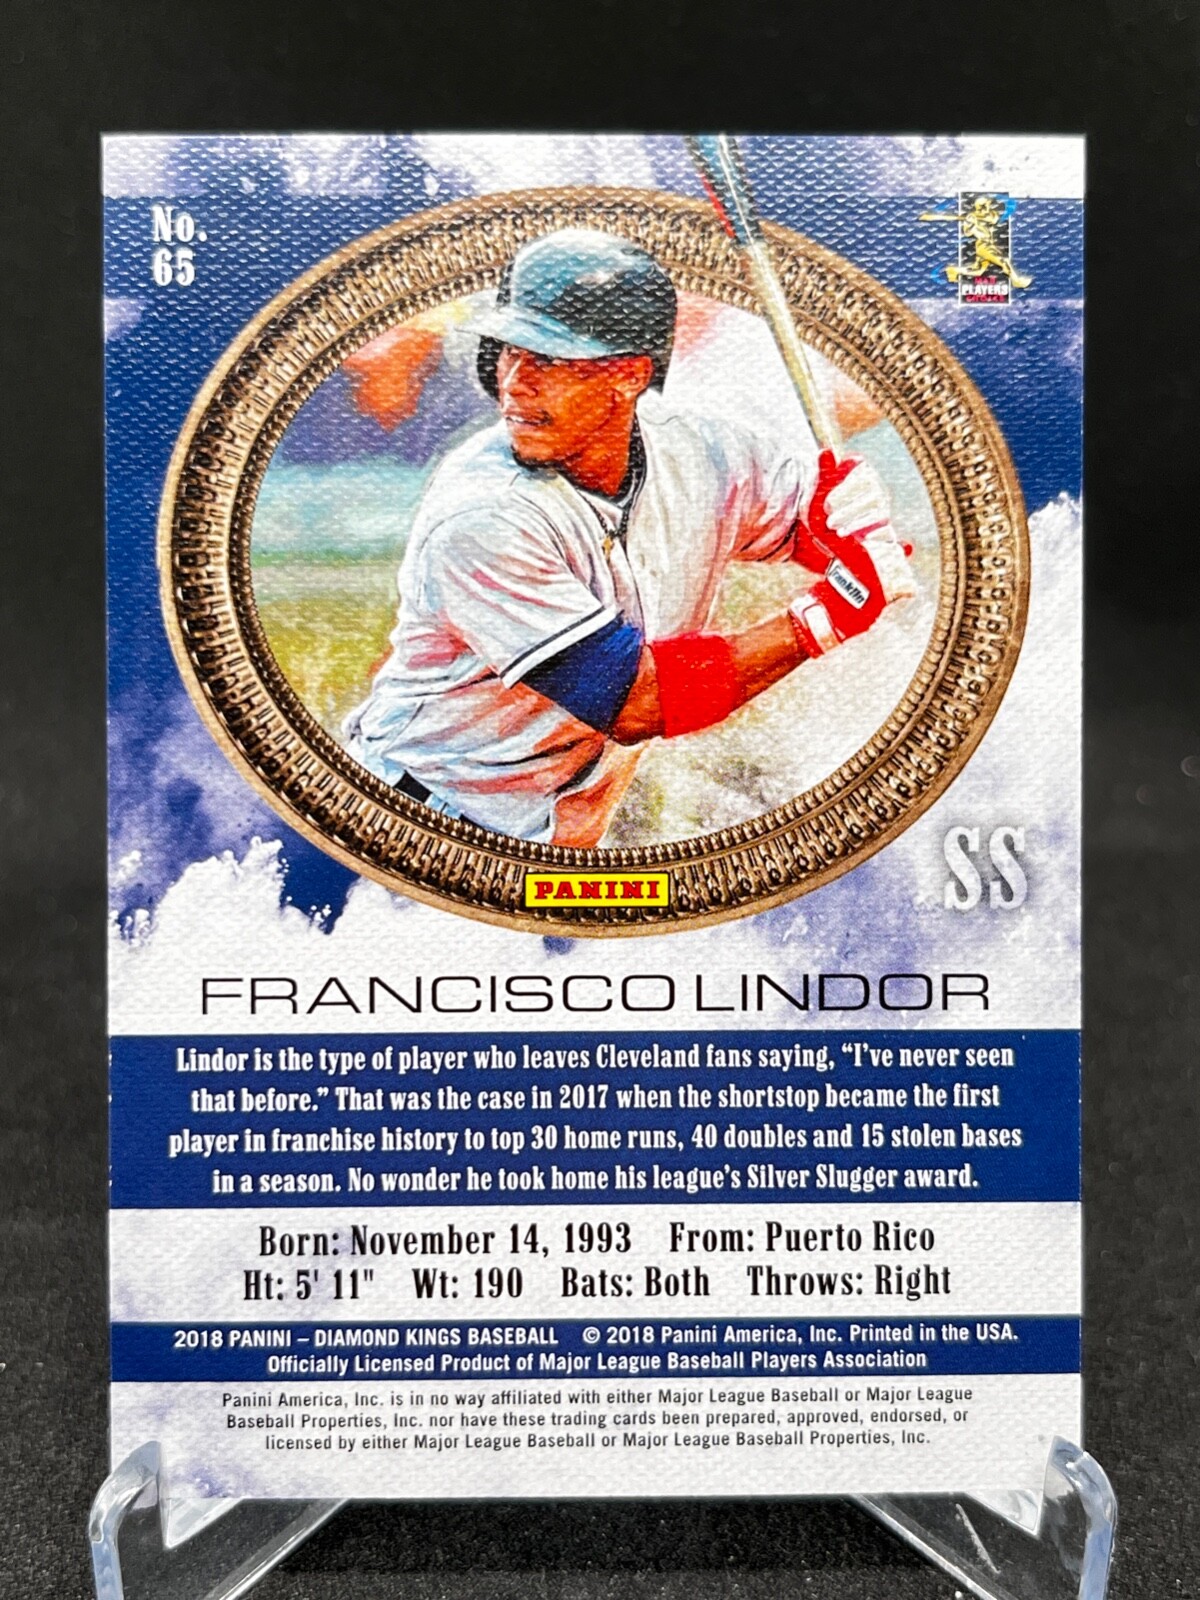 No.
65
PLAYERS
Franklin
SS
PANINI
FRANCISCO LINDOR
Lindor is the type of player who leaves Cleveland fans saying, “I’ve never seen
that before.” That was the case in 2017 when the shortstop became the first
player in franchise history to top 30 home runs, 40 doubles and 15 stolen bases
in a season. No wonder he took home his league’s Silver Slugger award.
Born: November 14, 1993 From: Puerto Rico
Ht: 5' 11" Wt: 190 Bats: Both Throws: Right
2018 PANINI – DIAMOND KINGS BASEBALL © 2018 Panini America, Inc. Printed in the USA.
Officially Licensed Product of Major League Baseball Players Association
Panini America, Inc. is in no way affiliated with either Major League Baseball or Major League
Baseball Properties, Inc. nor have these trading cards been prepared, approved, endorsed, or
licensed by either Major League Baseball or Major League Baseball Properties, Inc.